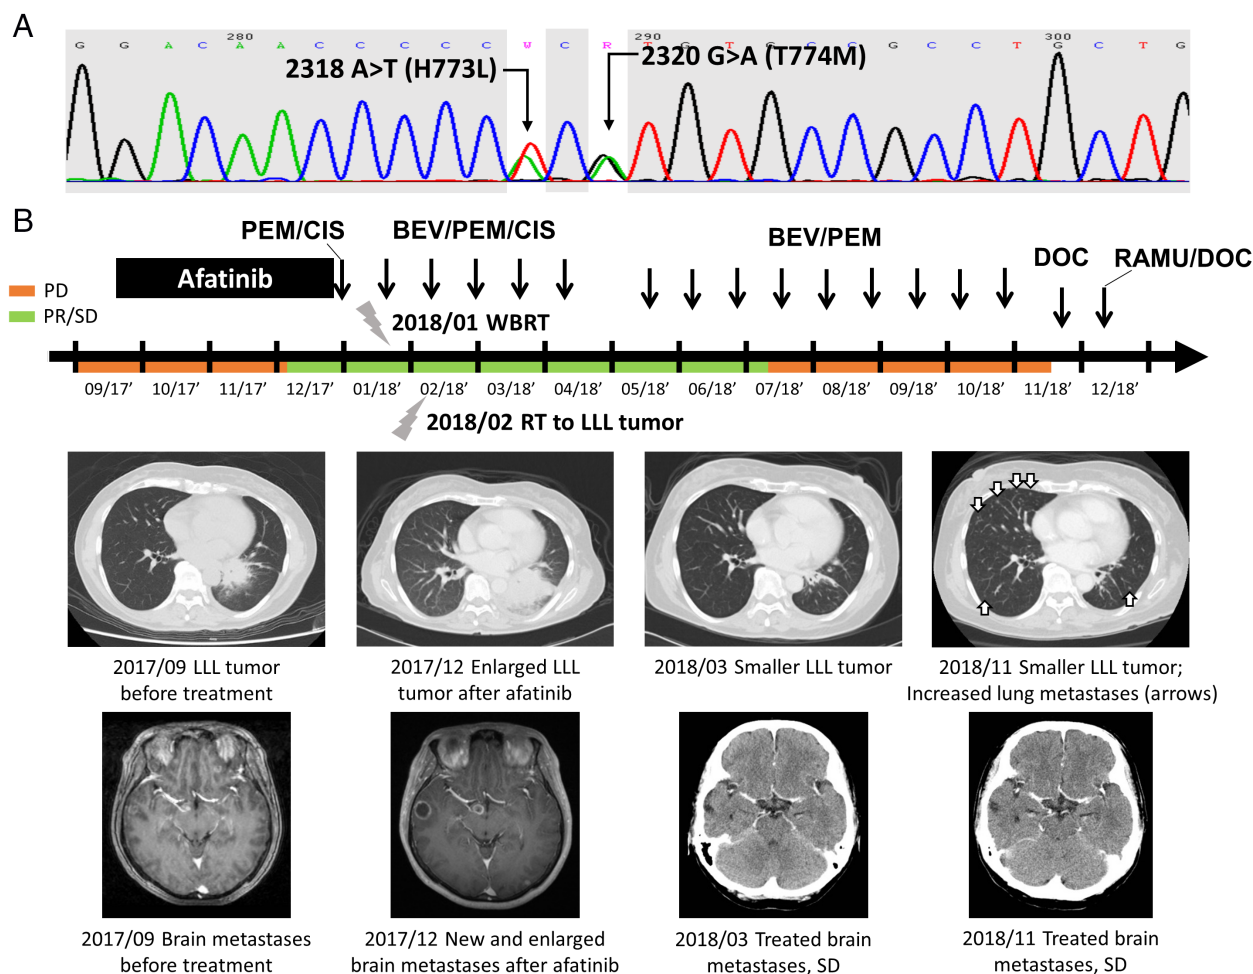 A
280 290 300
G G A C A A C C C C C W C R T G T G C C G C C T G C T G
2318 A>T (H773L)
2320 G>A (T774M)
B
PEM/CIS BEV/PEM/CIS BEV/PEM DOC RAMU/DOC
Afatinib
PD
PR/SD
2018/01 WBRT
09/17’ 10/17’ 11/17’ 12/17’ 01/18’ 02/18’ 03/18’ 04/18’ 05/18’ 06/18’ 07/18’ 08/18’ 09/18’ 10/18’ 11/18’ 12/18’
2018/02 RT to LLL tumor
2017/09 LLL tumor
before treatment
2017/12 Enlarged LLL
tumor after afatinib
2018/03 Smaller LLL tumor
2018/11 Smaller LLL tumor;
Increased lung metastases (arrows)
2017/09 Brain metastases
before treatment
2017/12 New and enlarged
brain metastases after afatinib
2018/03 Treated brain
metastases, SD
2018/11 Treated brain
metastases, SD